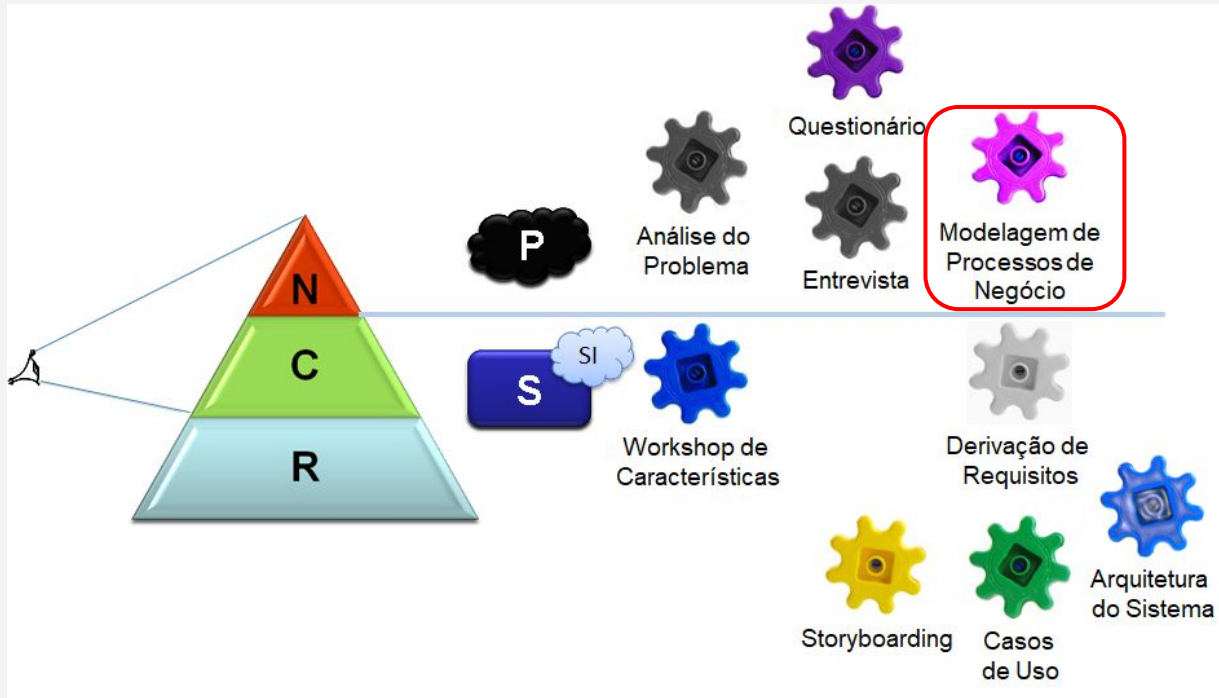 Questionário
Análise do
Problema
Entrevista
Modelagem de
Processos de
Negócio
P
N
C
R
S
SI
Workshop de
Características
Derivação de
Requisitos
Storyboarding
Casos
de Uso
Arquitetura
do Sistema